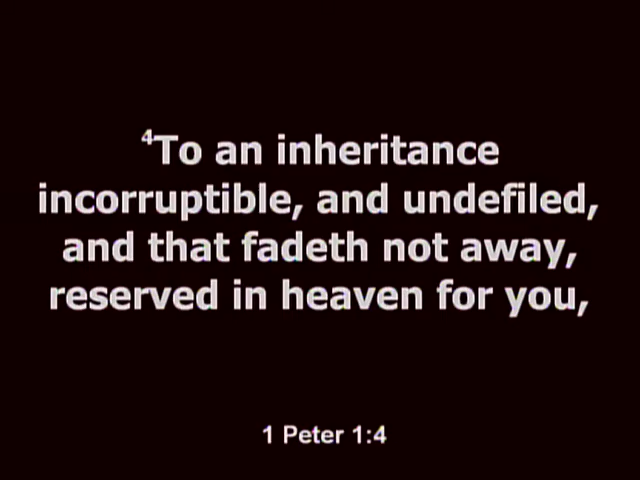 ⁴To an inheritance
incorruptible, and undefiled,
and that fadeth not away,
reserved in heaven for you,
1 Peter 1:4